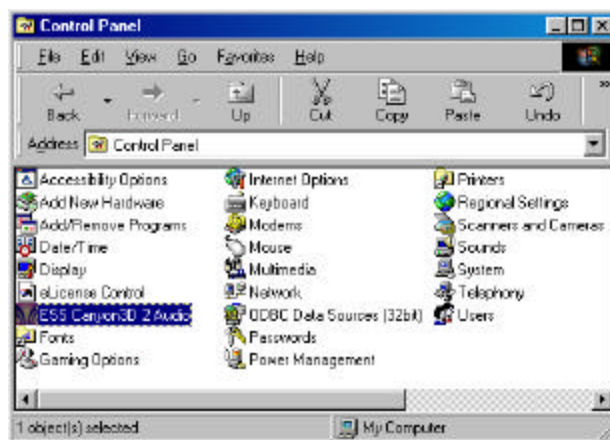 Control Panel
File Edit View Go Favorites Help
Back Forward Up Cut Copy Paste Undo »
Address Control Panel
Accessibility Options Internet Options Printers
Add New Hardware Keyboard Regional Settings
Add/Remove Programs Modems Scanners and Cameras
Date/Time Mouse Sounds
Display Multimedia System
eLicense Control Network Telephony
ESS Canyon3D 2 Audio ODBC Data Sources (32bit) Users
Fonts Passwords
Gaming Options Power Management
1 object(s) selected My Computer